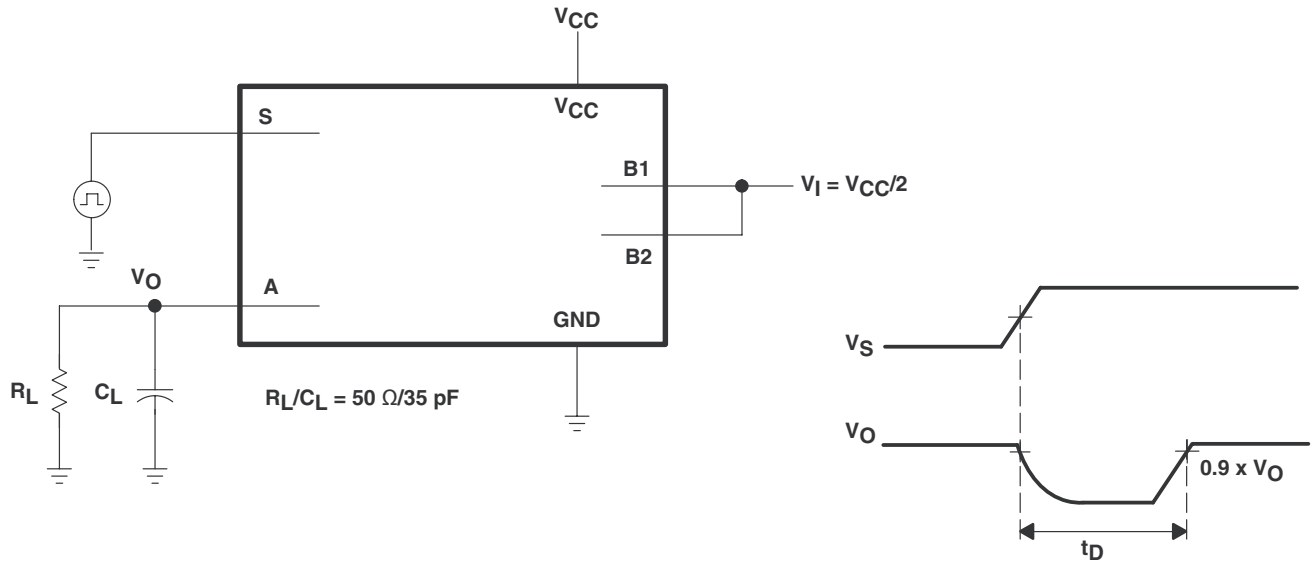 VCC
VCC
S
B1
VI = VCC/2
B2
VO
A
GND
RL
CL
RL/CL = 50 Ω/35 pF
VS
VO
0.9 x VO
tD